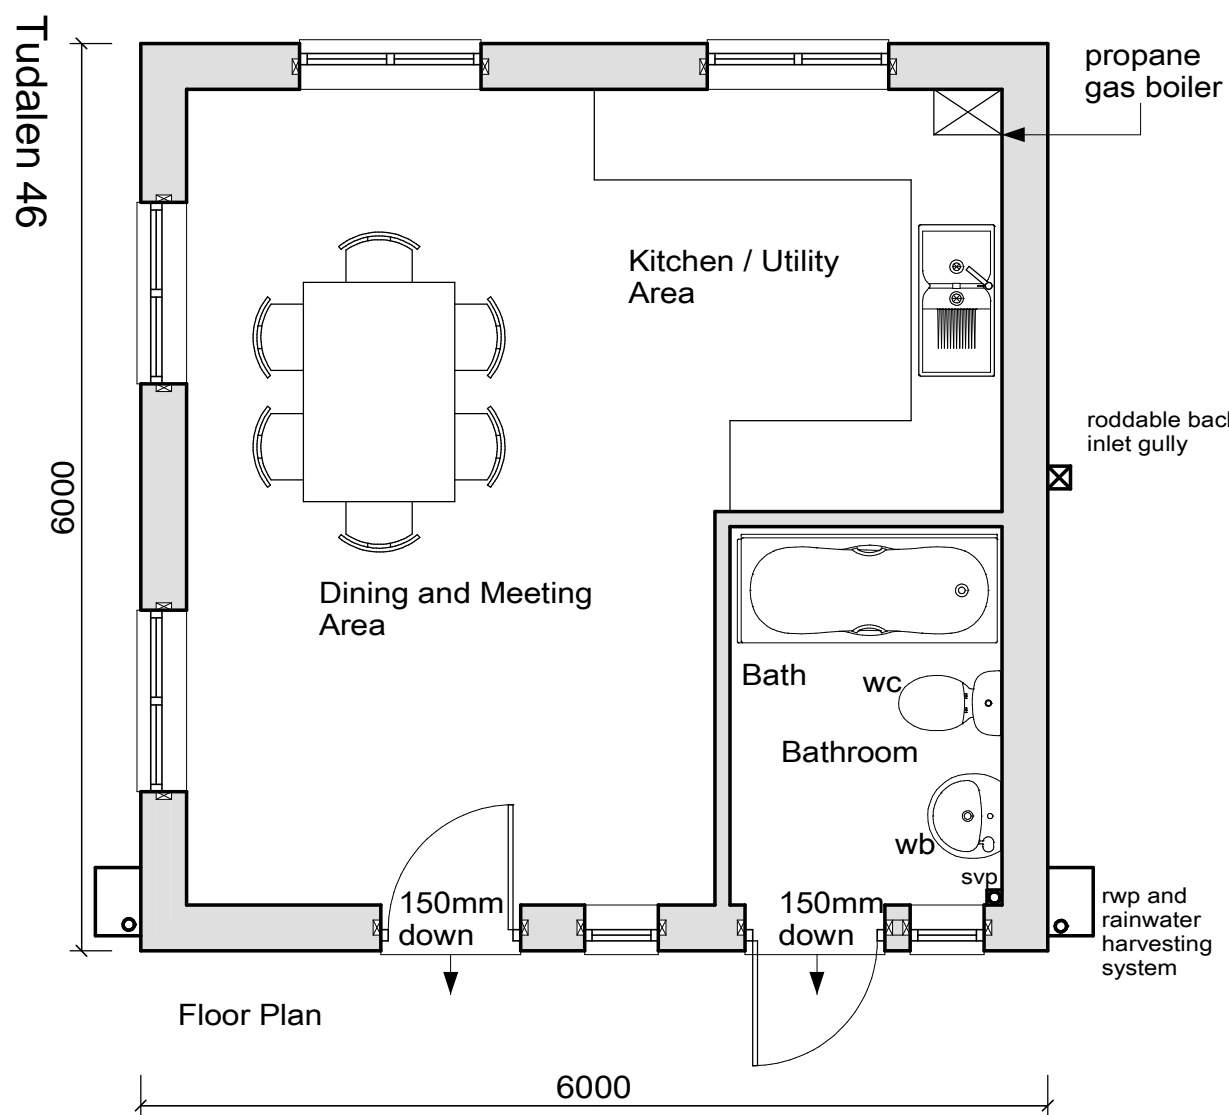 Tudalen 46
propane
gas boiler
Kitchen / Utility
Area
roddable back
inlet gully
6000
Dining and Meeting
Area
Bath
wc
Bathroom
wb
svp
150mm
down
150mm
down
rwp and
rainwater
harvesting
system
Floor Plan
6000